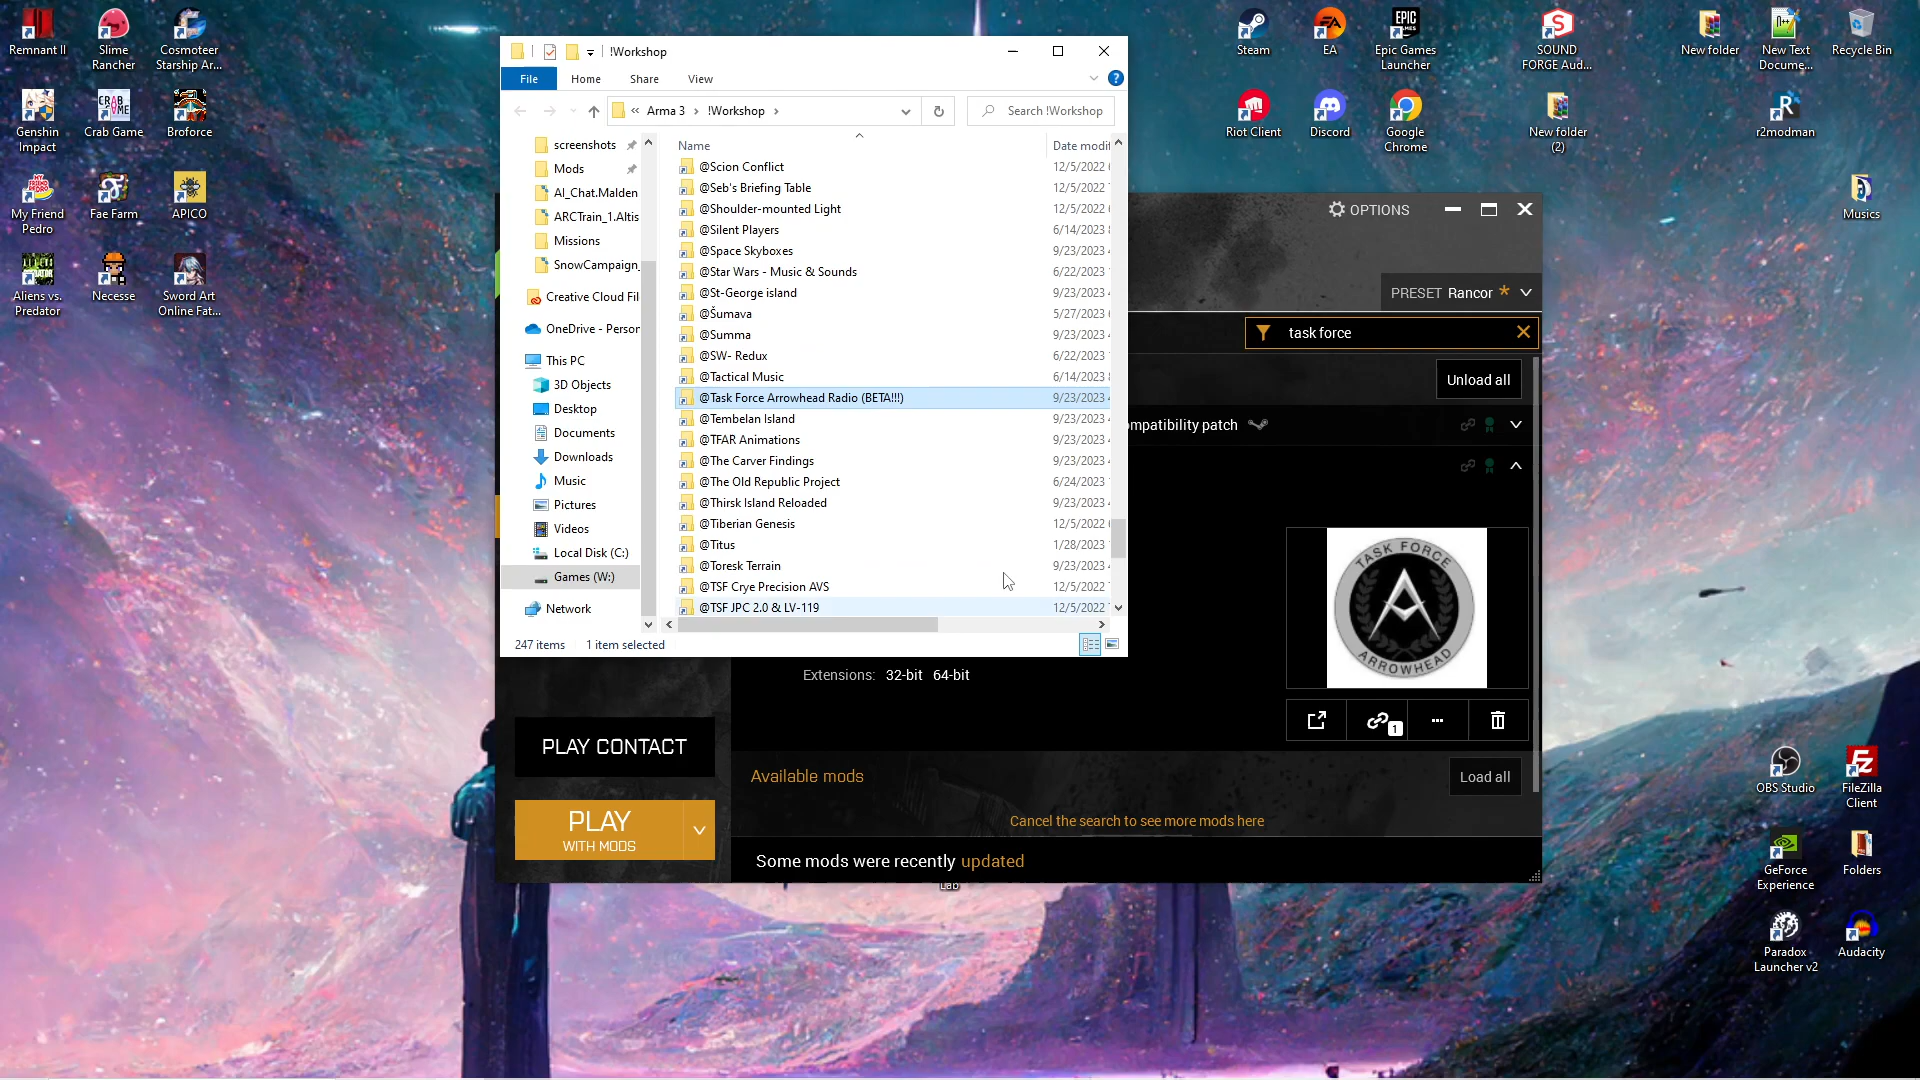 Remnant II
Slime
Rancher
Cosmoteer
Starship Ar...
Genshin
Impact
Crab Game
Broforce
My Friend
Pedro
Fae Farm
APICO
Aliens vs.
Predator
Necesse
Sword Art
Online Fat...
!Workshop
File
Home
Share
View
Arma 3
!Workshop
Search !Workshop
screenshots
Mods
AI_Chat.Malden
ARCTrain_1.Altis
Missions
SnowCampaign_
Creative Cloud Fil
OneDrive - Person
This PC
3D Objects
Desktop
Documents
Downloads
Music
Pictures
Videos
Local Disk (C:)
Games (W:)
Network
Name
Date modif
@Scion Conflict
12/5/2022
@Seb's Briefing Table
12/5/2022
@Shoulder-mounted Light
12/5/2022
@Silent Players
6/14/2023
@Space Skyboxes
9/23/2023
@Star Wars - Music & Sounds
6/22/2023
@St-George island
9/23/2023
@Šumava
5/27/2023
@Summa
9/23/2023
@SW- Redux
6/22/2023
@Tactical Music
6/14/2023
@Task Force Arrowhead Radio (BETA!!!)
9/23/2023
@Tembelan Island
9/23/2023
@TFAR Animations
9/23/2023
@The Carver Findings
9/23/2023
@The Old Republic Project
6/24/2023
@Thirsk Island Reloaded
9/23/2023
@Tiberian Genesis
12/5/2022
@Titus
1/28/2023
@Toresk Terrain
9/23/2023
@TSF Crye Precision AVS
12/5/2022
@TSF JPC 2.0 & LV-119
12/5/2022
247 items
1 item selected
OPTIONS
PRESET Rancor *
task force
Unload all
ompatibility patch
TASK FORCE
ARROWHEAD
Extensions: 32-bit 64-bit
1
PLAY CONTACT
Available mods
Load all
PLAY
WITH MODS
Cancel the search to see more mods here
Some mods were recently updated
Lab
Steam
EA
EPIC
GAMES
Epic Games
Launcher
SOUND
FORGE Aud...
New folder
New Text
Docume...
Recycle Bin
Riot Client
Discord
Google
Chrome
New folder
(2)
r2modman
Musics
OBS Studio
FileZilla
Client
GeForce
Experience
Folders
Paradox
Launcher v2
Audacity